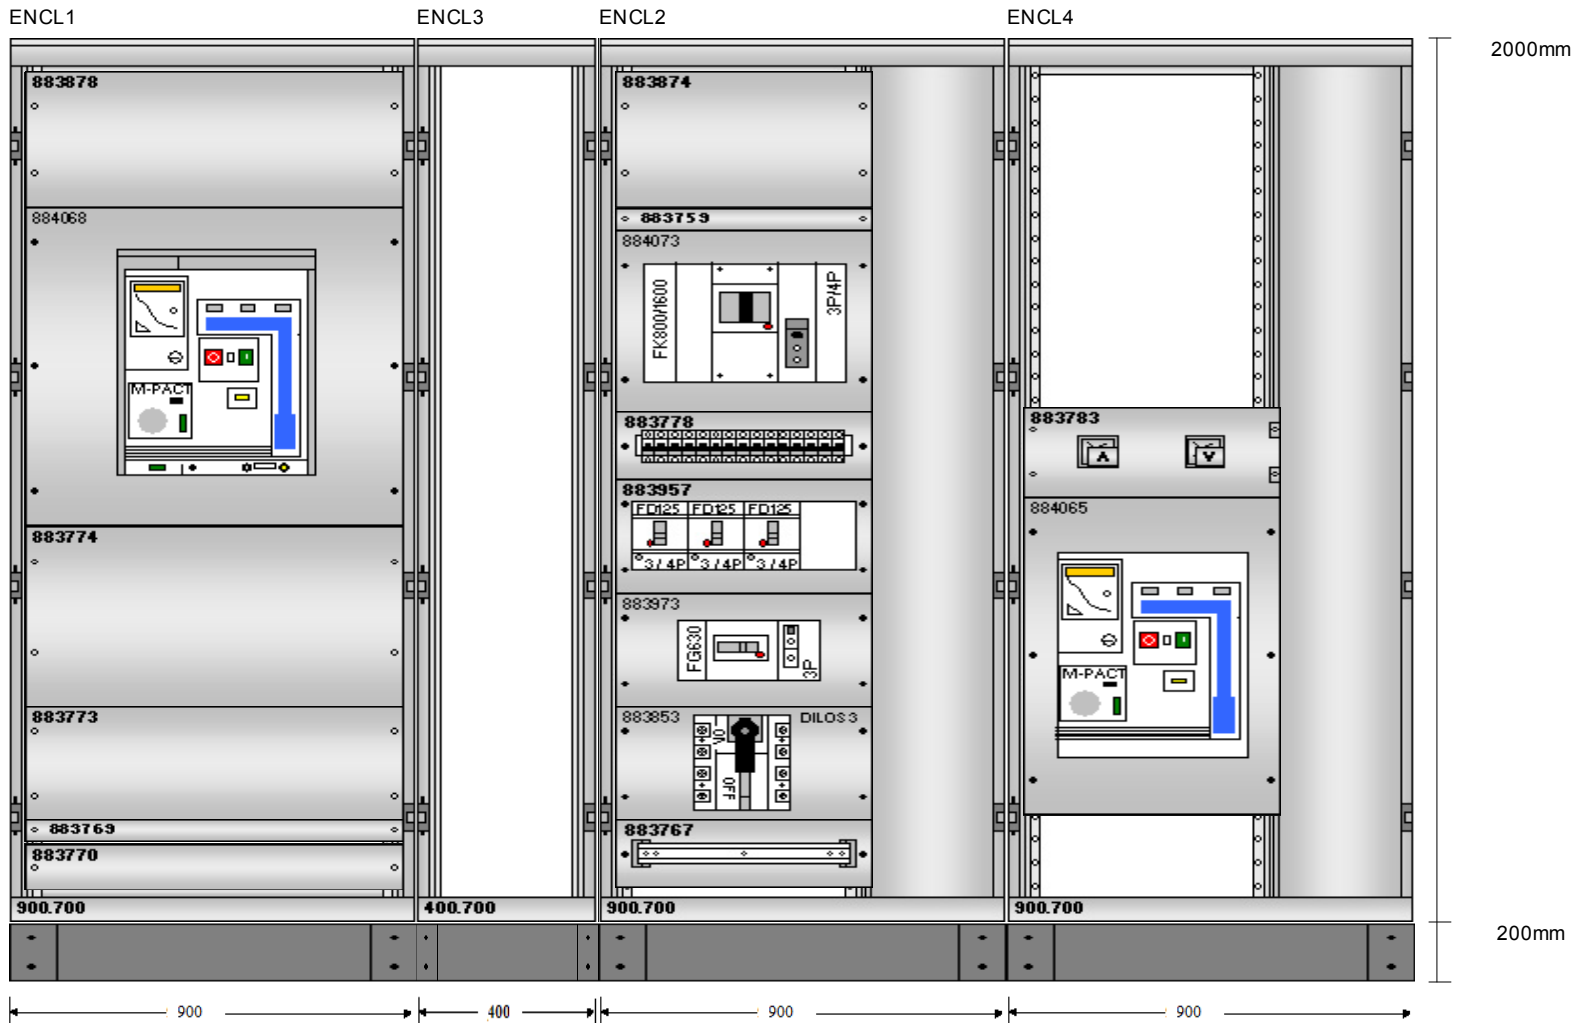 ENCL1 ENCL3 ENCL2 ENCL4
2000mm
883878
884068
M-PACT
883774
883773
883769
883770
900.700
400.700
883874
883759
884073
FK800/1600
3P/4P
883778
883957
FD125 FD125 FD125
3/4P 3/4P 3/4P
883973
FG630
3P
883853
DILOS3
ON
OFF
883767
900.700
883783
A V
884065
M-PACT
900.700
200mm
900 400 900 900